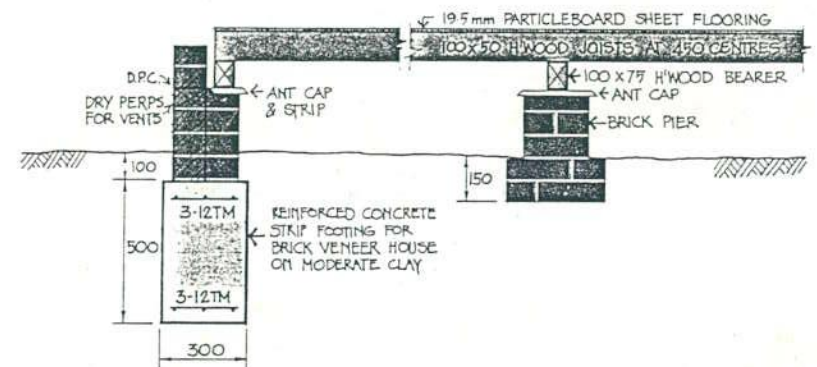 19.5mm PARTICLEBOARD SHEET FLOORING
100x50 H'WOOD JOISTS AT 450 CENTRES
D.P.C.
DRY PERPS
FOR VENTS
ANT CAP
& STRIP
100 x 75 H'WOOD BEARER
ANT CAP
BRICK PIER
100
150
500
3-12TM
REINFORCED CONCRETE
STRIP FOOTING FOR
BRICK VENEER HOUSE
ON MODERATE CLAY
3-12TM
300